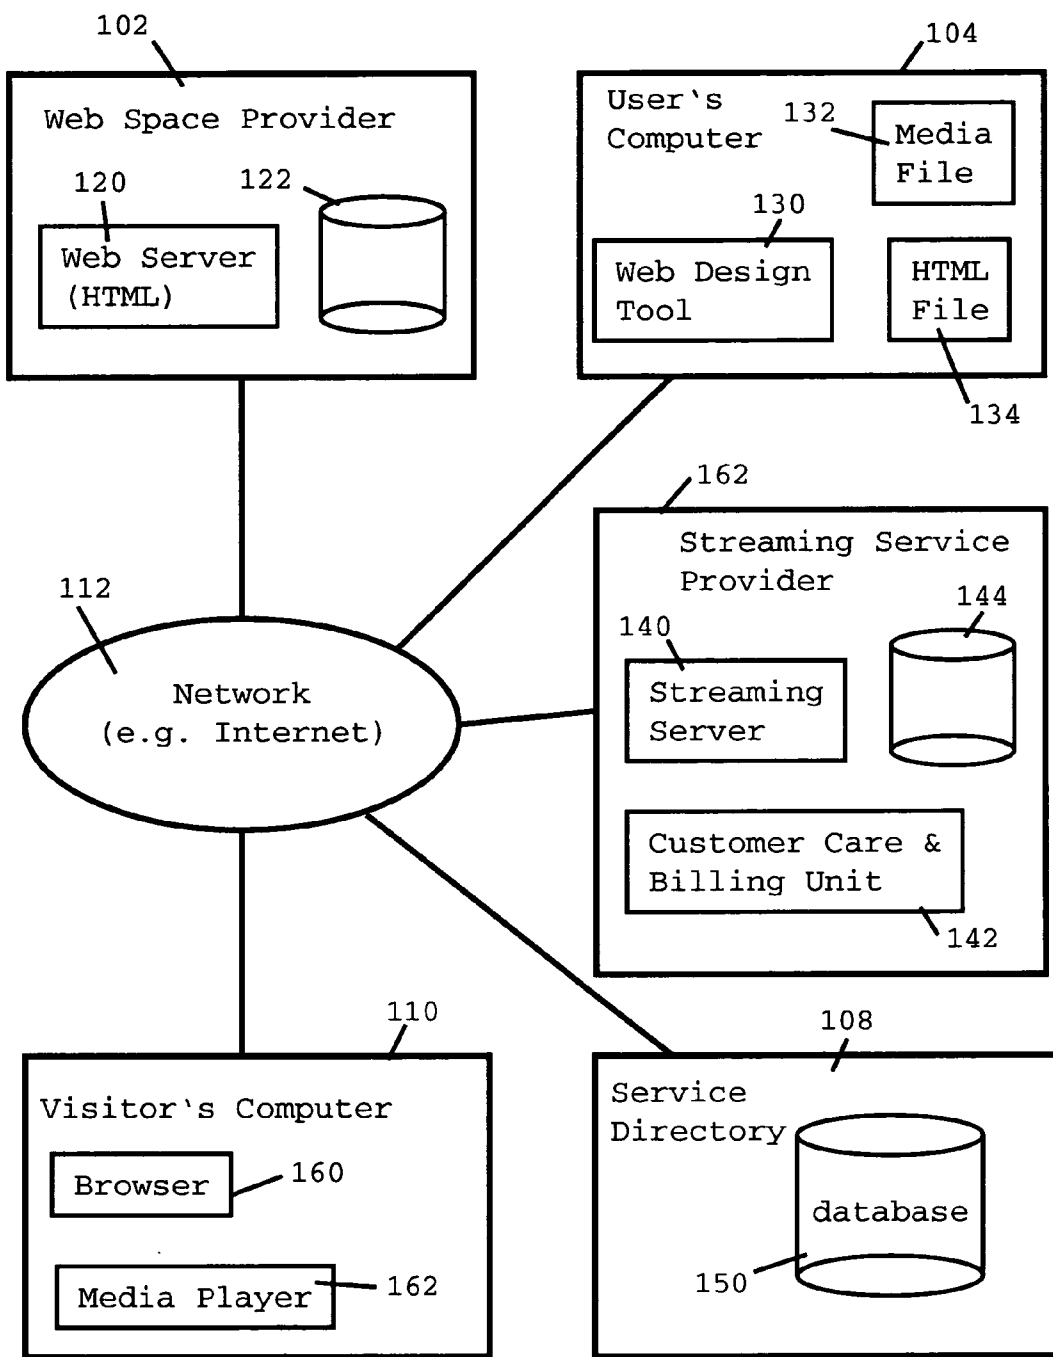 102
Web Space Provider
120
122
Web Server
(HTML)
104
User`s
Computer
132
Media
File
130
Web Design
Tool
HTML
File
134
162
Streaming Service
Provider
140
144
Streaming
Server
Customer Care &
Billing Unit
142
112
Network
(e.g. Internet)
110
Visitor`s Computer
Browser
160
Media Player
162
108
Service
Directory
database
150